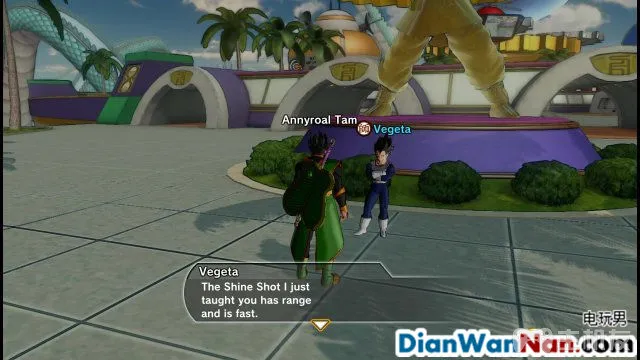 Annyroal Tam
Vegeta
Vegeta
The Shine Shot I just
taught you has range
and is fast.
电玩男
DianWanNan.com